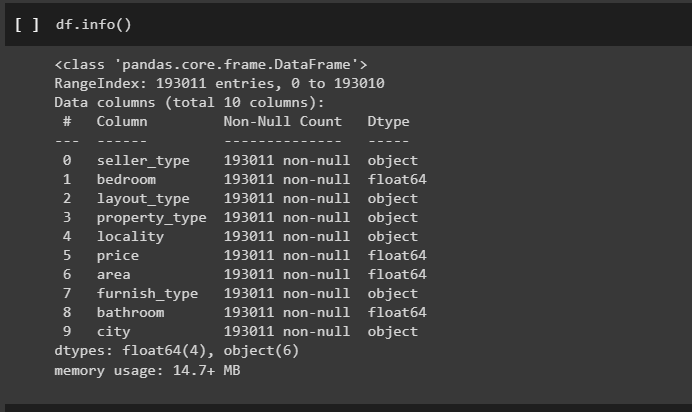 [ ] df.info()
<class 'pandas.core.frame.DataFrame'>
RangeIndex: 193011 entries, 0 to 193010
Data columns (total 10 columns):
 #   Column         Non-Null Count   Dtype
---  ------         --------------   -----
 0   seller_type    193011 non-null  object
 1   bedroom        193011 non-null  float64
 2   layout_type    193011 non-null  object
 3   property_type  193011 non-null  object
 4   locality       193011 non-null  object
 5   price          193011 non-null  float64
 6   area           193011 non-null  float64
 7   furnish_type   193011 non-null  object
 8   bathroom       193011 non-null  float64
 9   city           193011 non-null  object
dtypes: float64(4), object(6)
memory usage: 14.7+ MB